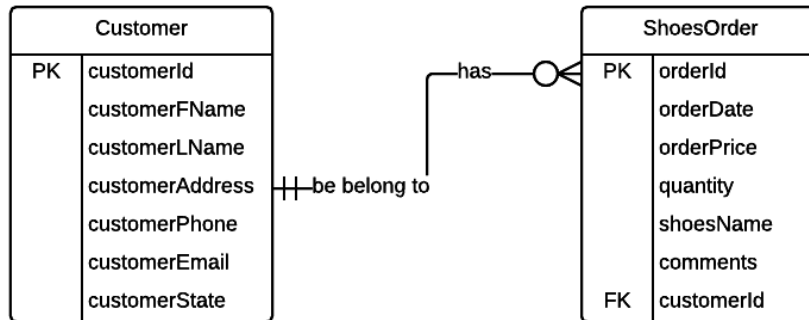 Customer
PK customerId
customerFName
customerLName
customerAddress
customerPhone
customerEmail
customerState
be belong to
has
ShoesOrder
PK orderId
orderDate
orderPrice
quantity
shoesName
comments
FK customerId